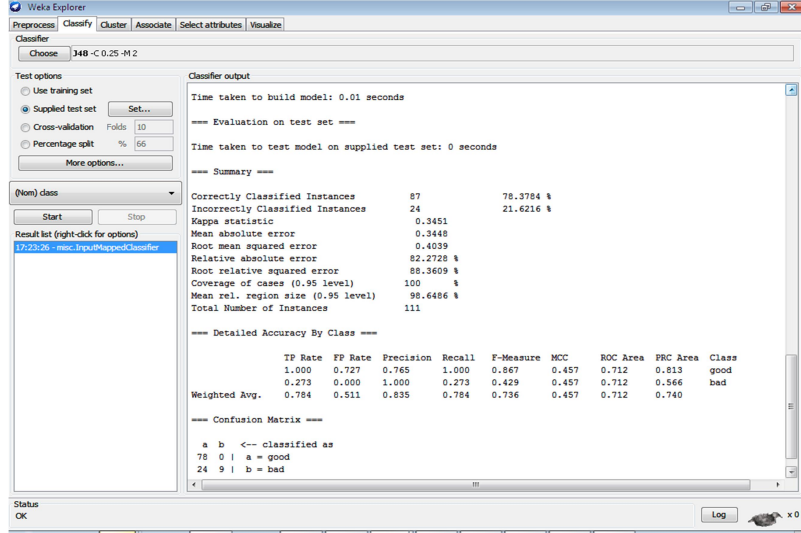 Weka Explorer
Preprocess Classify Cluster Associate Select attributes Visualize
Classifier
Choose J48 -C 0.25 -M 2
Test options
Use training set
Supplied test set Set...
Cross-validation Folds 10
Percentage split % 66
More options...
(Nom) class
Start Stop
Result list (right-click for options)
17:23:26 - misc.InputMappedClassifier
Classifier output
Time taken to build model: 0.01 seconds
=== Evaluation on test set ===
Time taken to test model on supplied test set: 0 seconds
=== Summary ===
Correctly Classified Instances 87 78.3784 %
Incorrectly Classified Instances 24 21.6216 %
Kappa statistic 0.3451
Mean absolute error 0.3448
Root mean squared error 0.4039
Relative absolute error 82.2728 %
Root relative squared error 88.3609 %
Coverage of cases (0.95 level) 100 %
Mean rel. region size (0.95 level) 98.6486 %
Total Number of Instances 111
=== Detailed Accuracy By Class ===
TP Rate FP Rate Precision Recall F-Measure MCC ROC Area PRC Area Class
1.000 0.727 0.765 1.000 0.867 0.457 0.712 0.813 good
0.273 0.000 1.000 0.273 0.429 0.457 0.712 0.566 bad
Weighted Avg. 0.784 0.511 0.835 0.784 0.736 0.457 0.712 0.740
=== Confusion Matrix ===
a b <-- classified as
78 0 | a = good
24 9 | b = bad
Status
OK
Log x 0